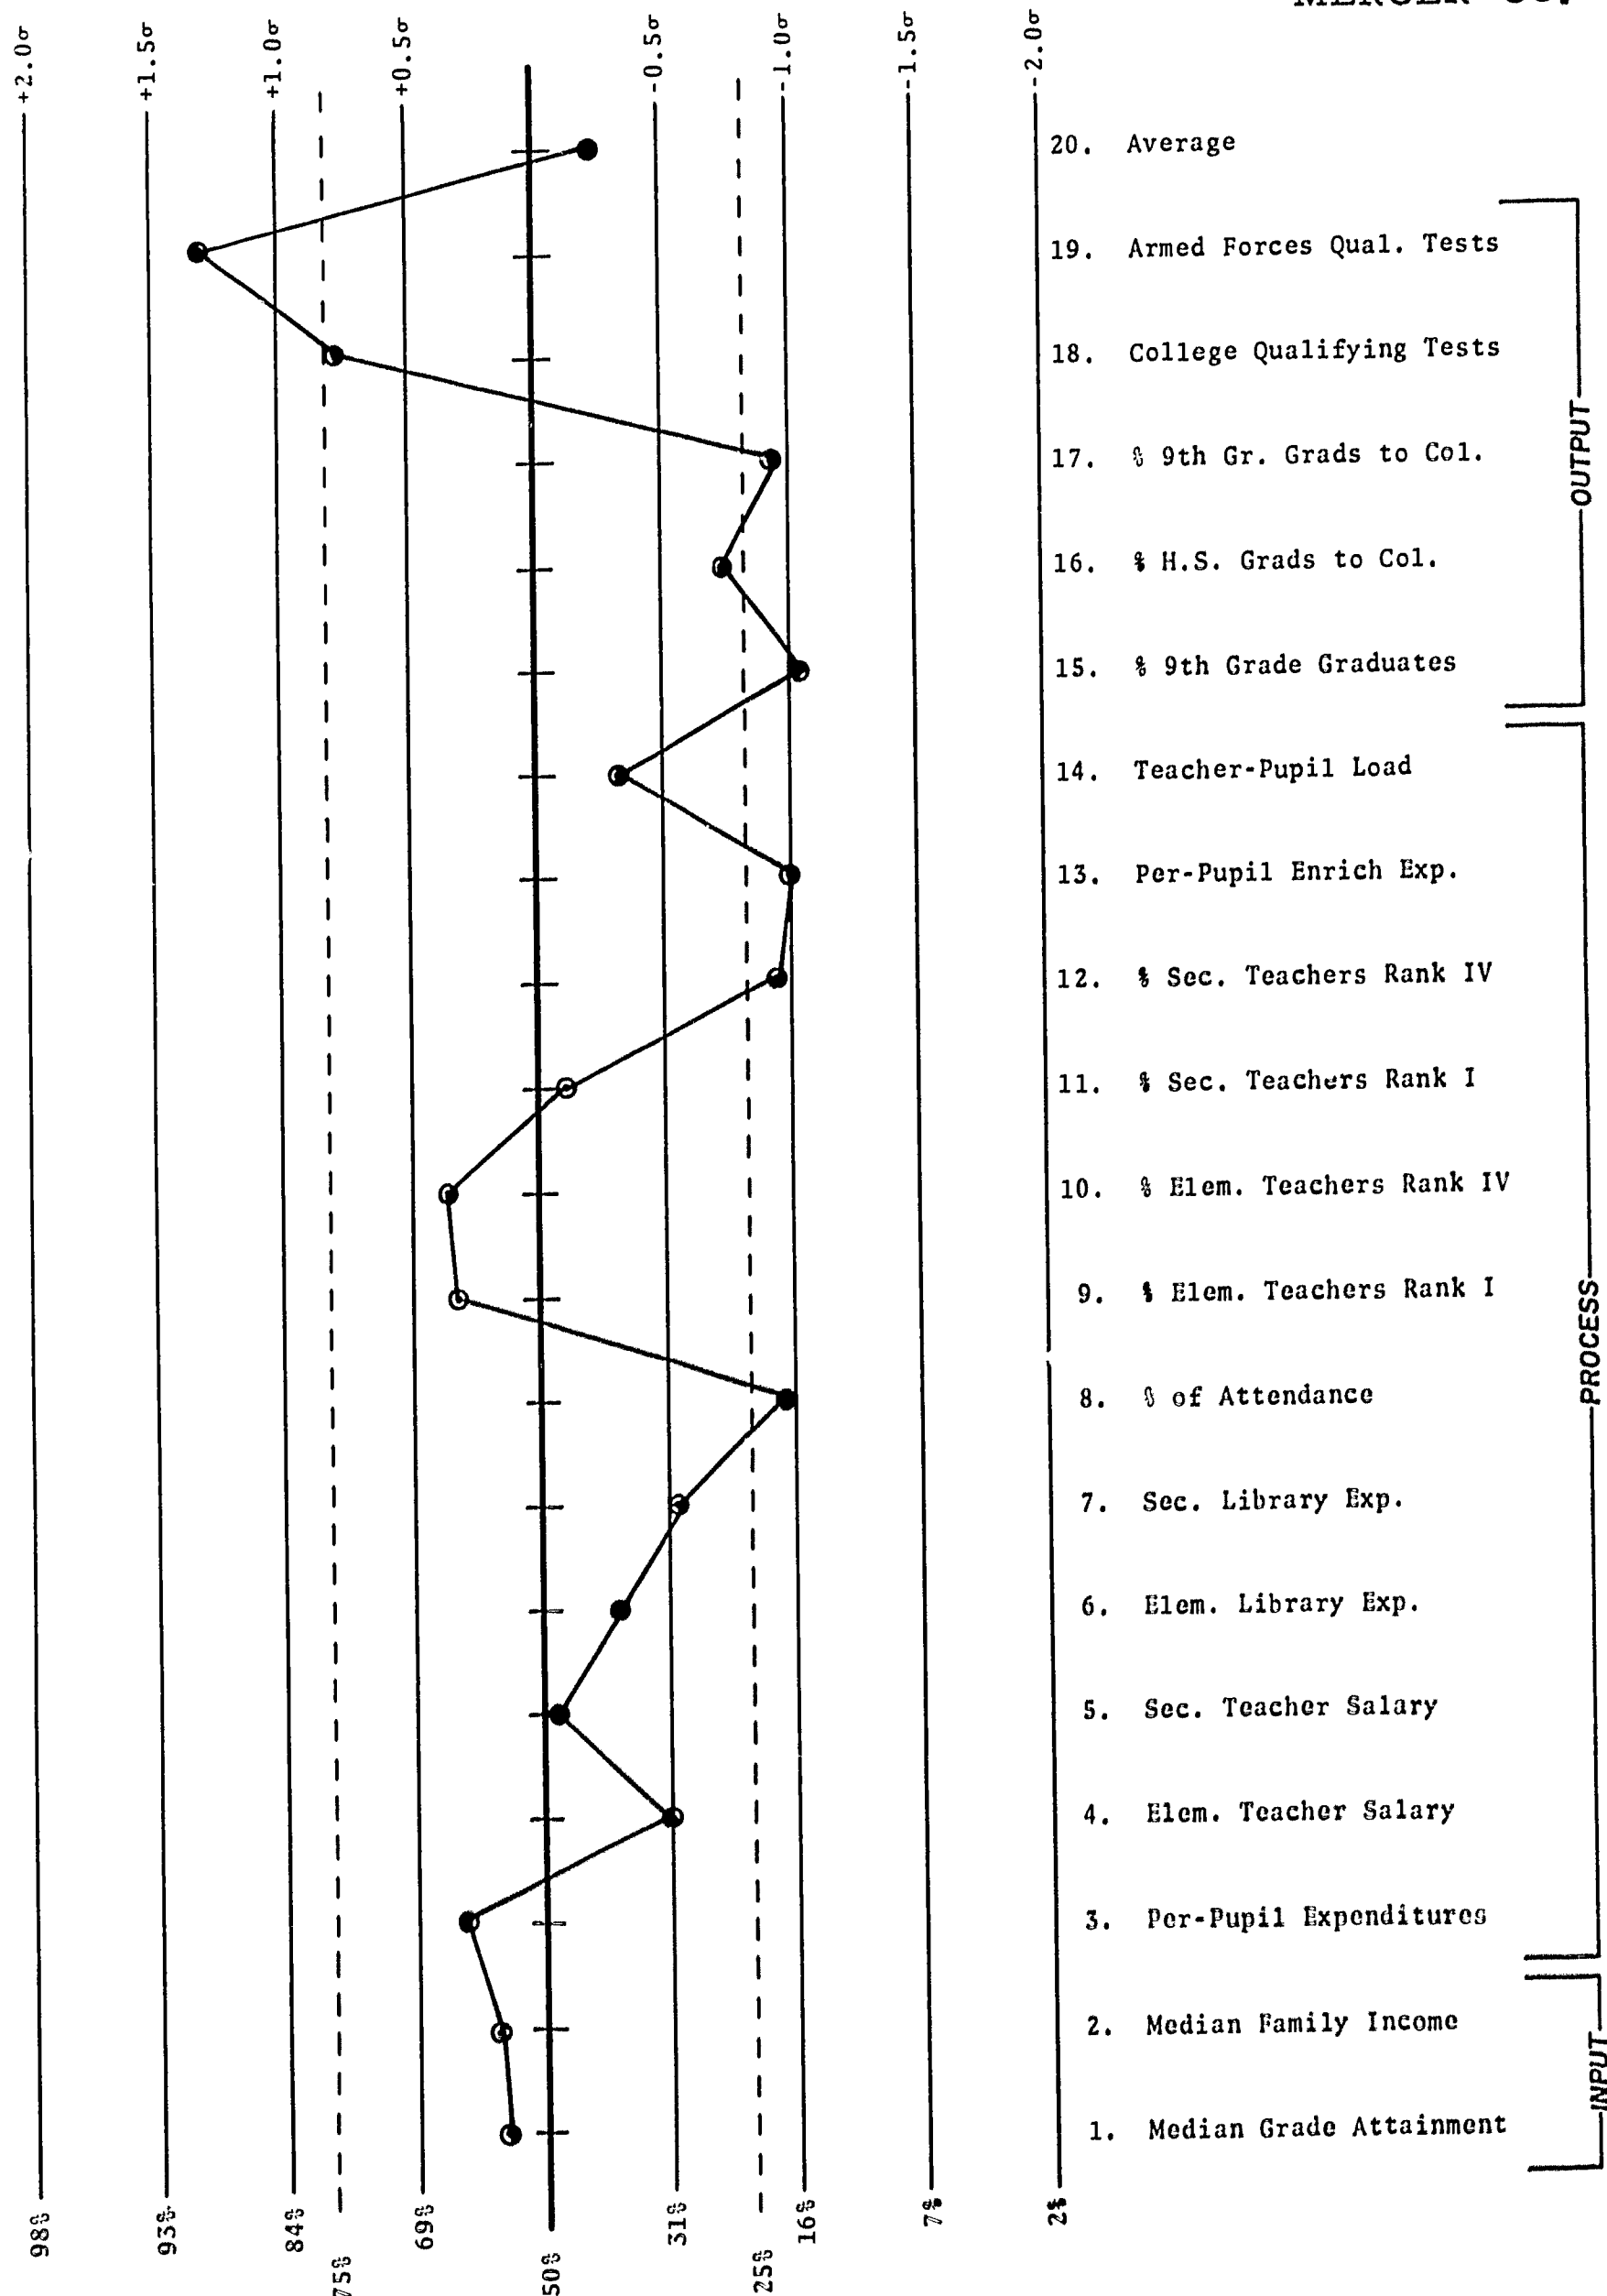 MERCER CO.
+2.0σ
+1.5σ
+1.0σ
+0.5σ
-0.5σ
-1.0σ
-1.5σ
-2.0σ
20. Average
19. Armed Forces Qual. Tests
18. College Qualifying Tests
17. % 9th Gr. Grads to Col.
16. % H.S. Grads to Col.
15. % 9th Grade Graduates
OUTPUT
14. Teacher-Pupil Load
13. Per-Pupil Enrich Exp.
12. % Sec. Teachers Rank IV
11. % Sec. Teachers Rank I
10. % Elem. Teachers Rank IV
9. % Elem. Teachers Rank I
8. % of Attendance
7. Sec. Library Exp.
6. Elem. Library Exp.
5. Sec. Teacher Salary
4. Elem. Teacher Salary
3. Per-Pupil Expenditures
PROCESS
2. Median Family Income
1. Median Grade Attainment
INPUT
98%
93%
84%
75%
69%
50%
31%
25%
16%
7%
2%